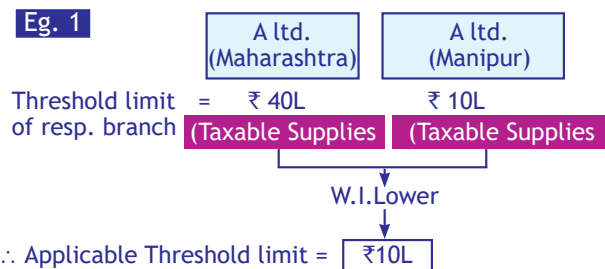 Eg. 1
A ltd. A ltd.
(Maharashtra) (Manipur)
Threshold limit = ₹ 40L ₹ 10L
of resp. branch (Taxable Supplies (Taxable Supplies
W.I.Lower
∴ Applicable Threshold limit = ₹10L